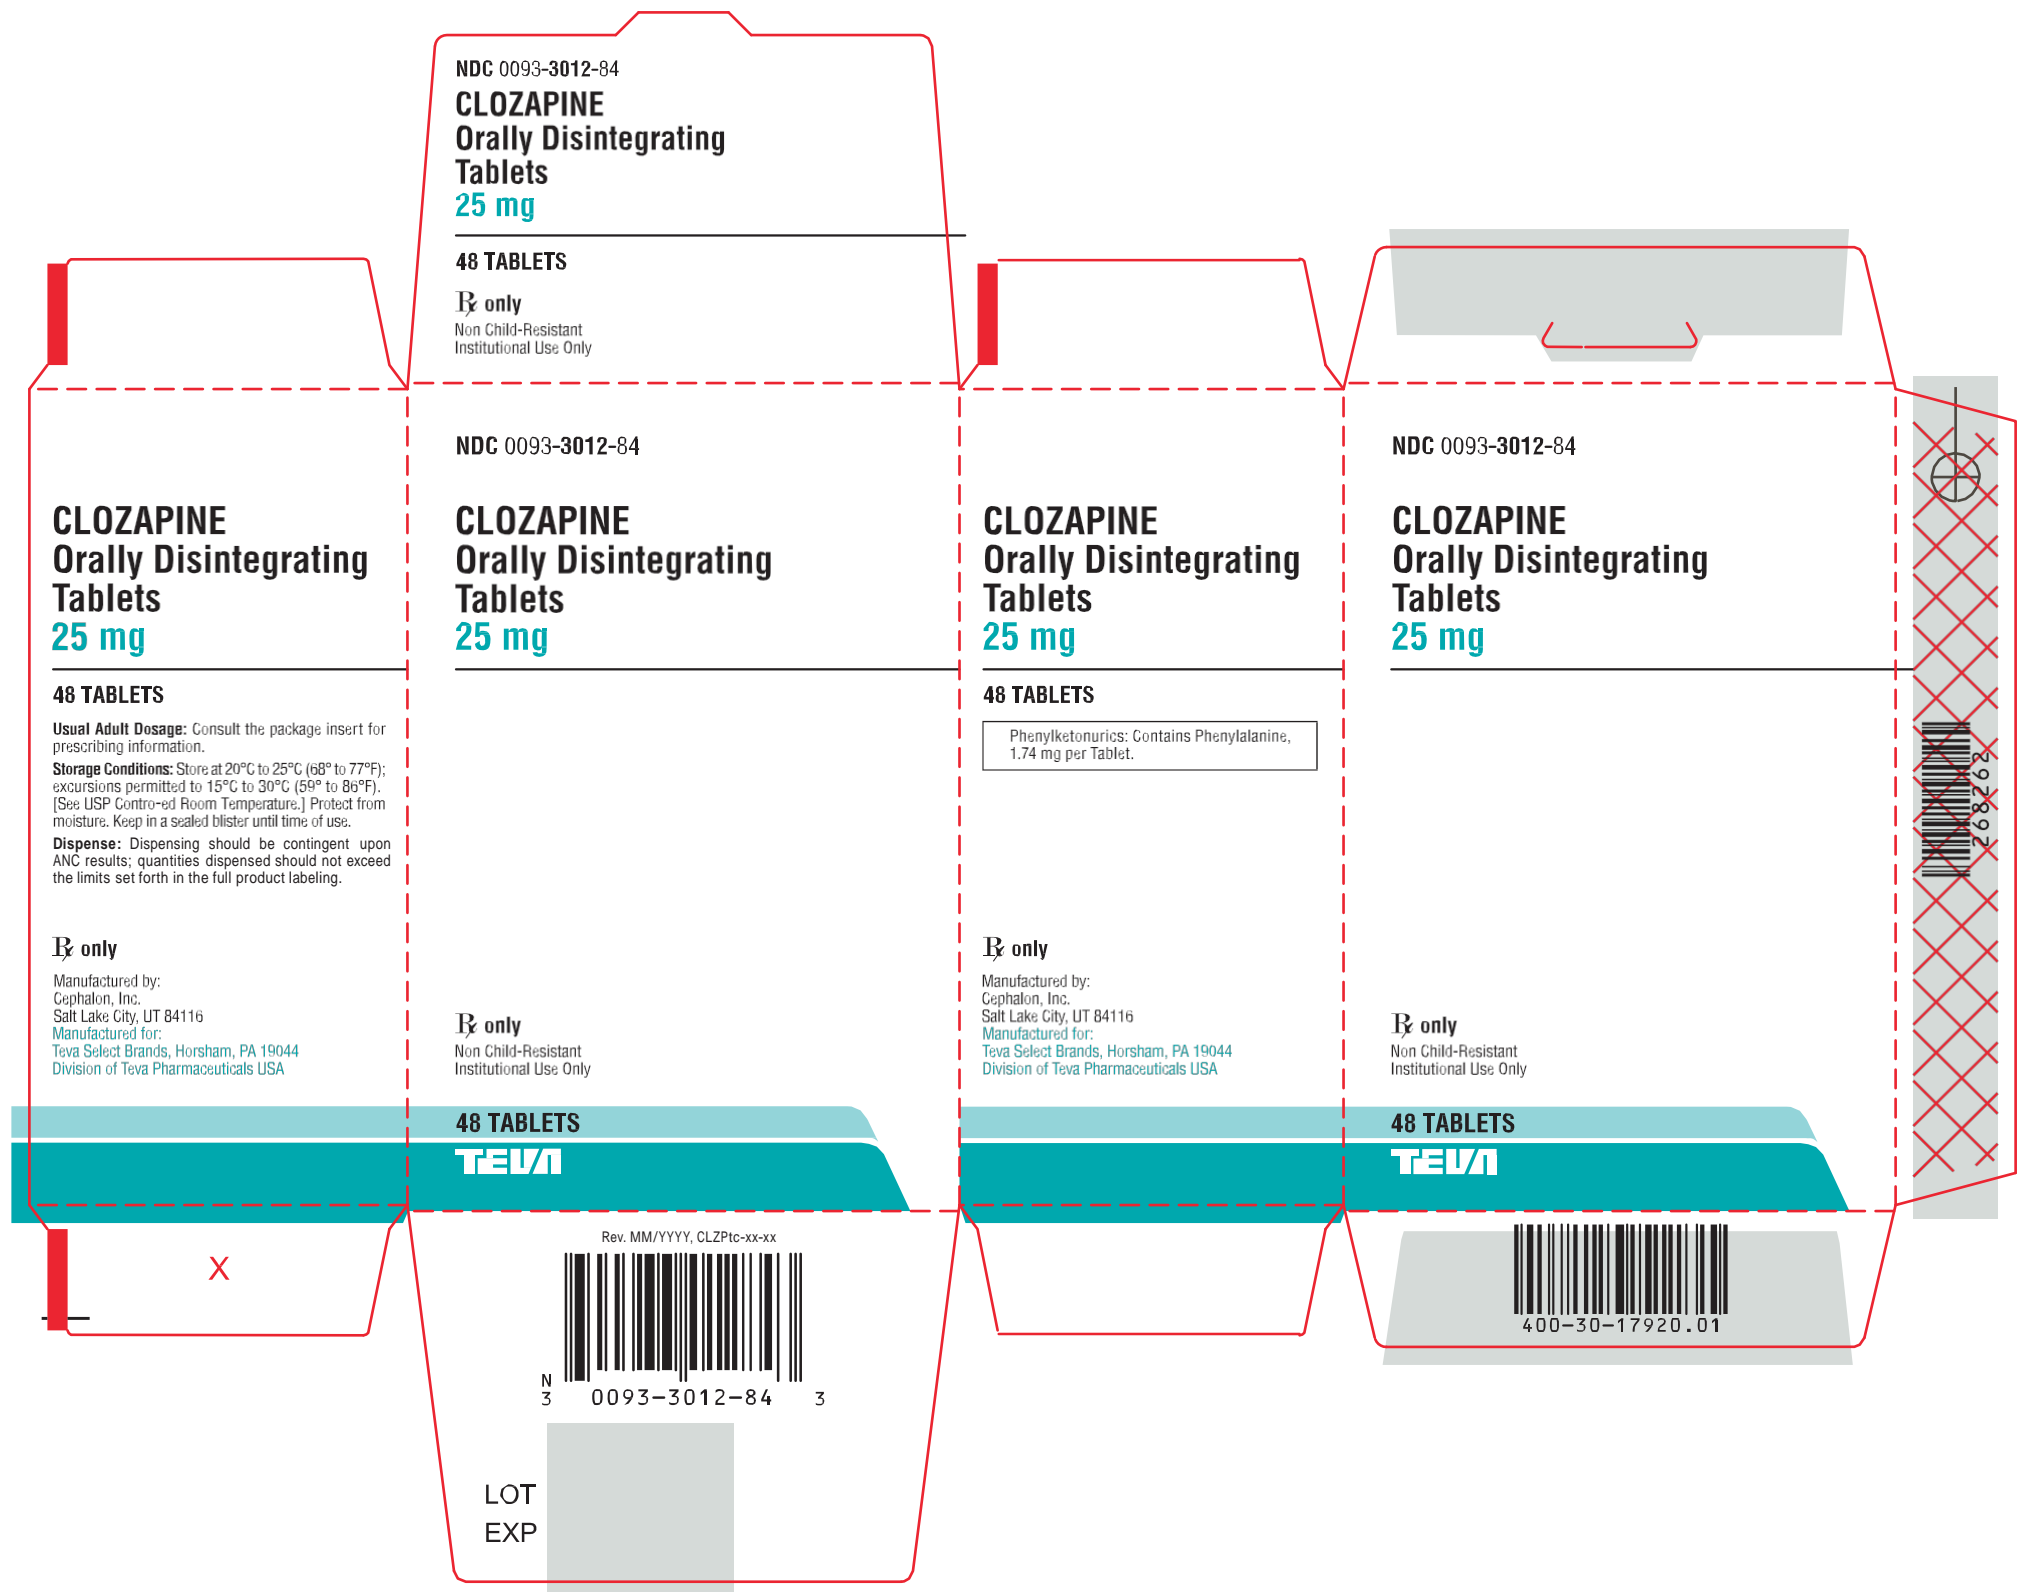 NDC 0093-3012-84
CLOZAPINE
Orally Disintegrating
Tablets
25 mg
48 TABLETS
℞ only
Non Child-Resistant
Institutional Use Only
CLOZAPINE
Orally Disintegrating
Tablets
25 mg
48 TABLETS
Usual Adult Dosage: Consult the package insert for
prescribing information.
Storage Conditions: Store at 20°C to 25°C (68° to 77°F);
excursions permitted to 15°C to 30°C (59° to 86°F).
[See USP Contro-ed Room Temperature.] Protect from
moisture. Keep in a sealed blister until time of use.
Dispense: Dispensing should be contingent upon
ANC results; quantities dispensed should not exceed
the limits set forth in the full product labeling.
℞ only
Manufactured by:
Cephalon, Inc.
Salt Lake City, UT 84116
Manufactured for:
Teva Select Brands, Horsham, PA 19044
Division of Teva Pharmaceuticals USA
NDC 0093-3012-84
CLOZAPINE
Orally Disintegrating
Tablets
25 mg
℞ only
Non Child-Resistant
Institutional Use Only
48 TABLETS
TEVA
CLOZAPINE
Orally Disintegrating
Tablets
25 mg
48 TABLETS
Phenylketonurics: Contains Phenylalanine,
1.74 mg per Tablet.
℞ only
Manufactured by:
Cephalon, Inc.
Salt Lake City, UT 84116
Manufactured for:
Teva Select Brands, Horsham, PA 19044
Division of Teva Pharmaceuticals USA
NDC 0093-3012-84
CLOZAPINE
Orally Disintegrating
Tablets
25 mg
℞ only
Non Child-Resistant
Institutional Use Only
48 TABLETS
TEVA
268262
X
Rev. MM/YYYY, CLZPtc-xx-xx
N
3 0093-3012-84 3
LOT
EXP
400-30-17920.01